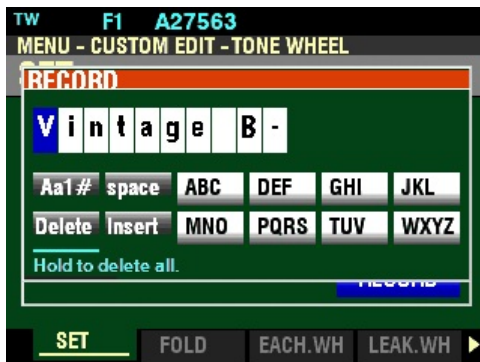 TW F1 A27563
MENU - CUSTOM EDIT -TONE WHEEL
RECORD
Vintage B-
Aa1# space ABC DEF GHI JKL
Delete Insert MNO PQRS TUV WXYZ
Hold to delete all.
SET FOLD EACH.WH LEAK.WH